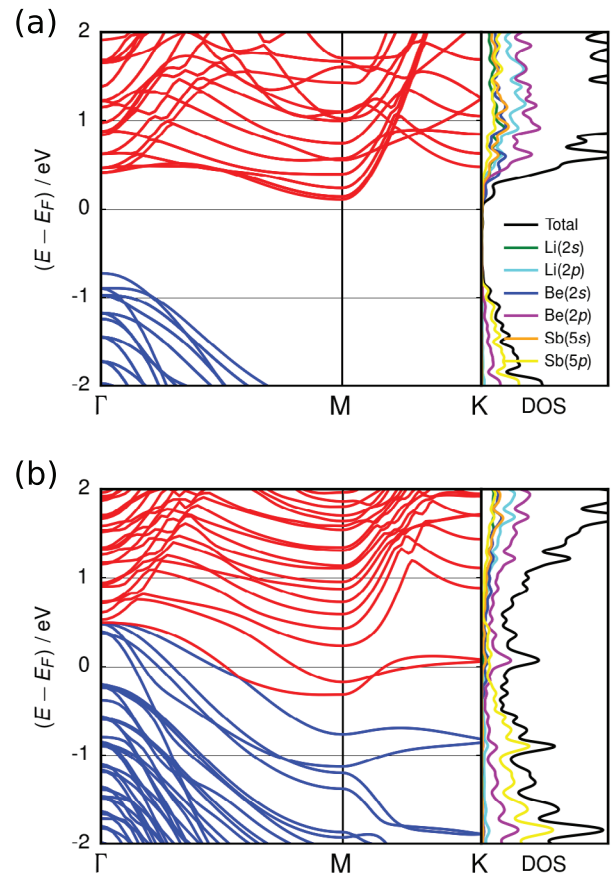 (a)
(E − E_F) / eV
2
1
0
-1
-2
Γ M K DOS
Total
Li(2s)
Li(2p)
Be(2s)
Be(2p)
Sb(5s)
Sb(5p)
(b)
(E − E_F) / eV
2
1
0
-1
-2
Γ M K DOS